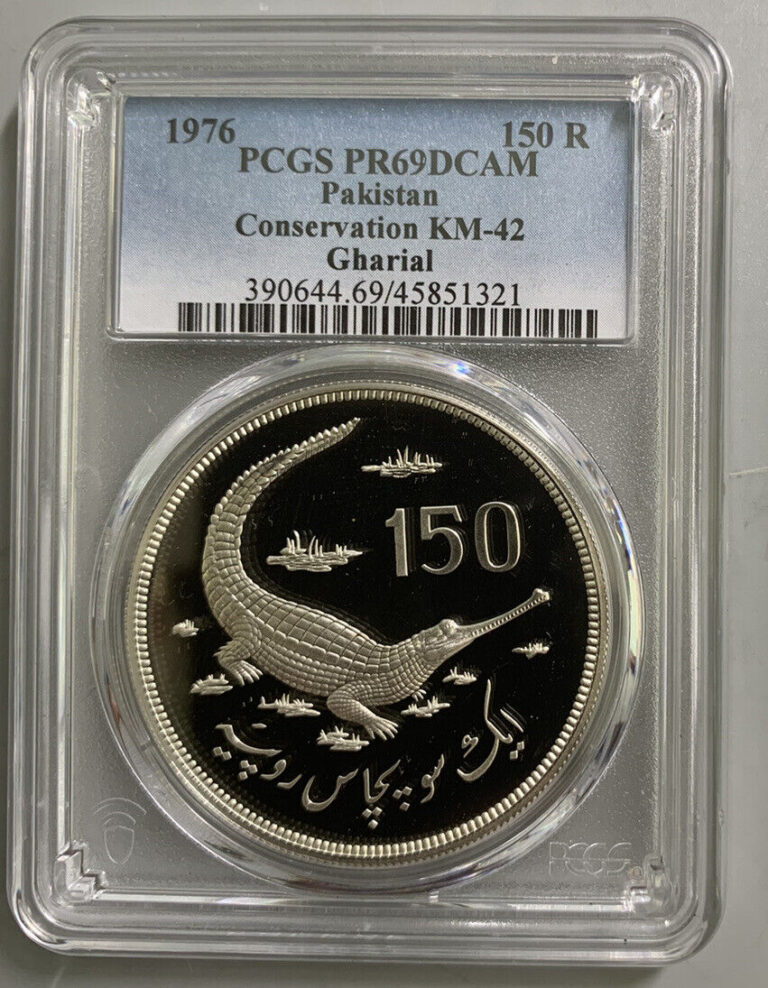 1976 150 R
PCGS PR69DCAM
Pakistan
Conservation KM-42
Gharial
390644.69/45851321
150
ایک سو پچاس روپیہ
PCGS